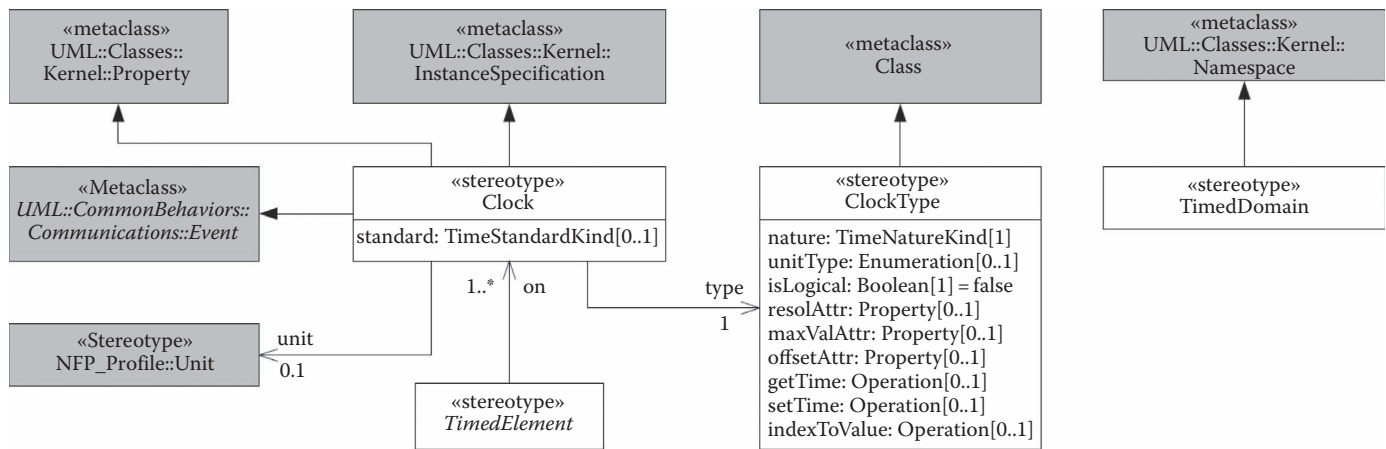 «metaclass»
UML::Classes::
Kernel::Property
«metaclass»
UML::Classes::Kernel::
InstanceSpecification
«metaclass»
Class
«metaclass»
UML::Classes::Kernel::
Namespace
«Metaclass»
UML::CommonBehaviors::
Communications::Event
«stereotype»
Clock
standard: TimeStandardKind[0..1]
«stereotype»
ClockType
nature: TimeNatureKind[1]
unitType: Enumeration[0..1]
isLogical: Boolean[1] = false
resolAttr: Property[0..1]
maxValAttr: Property[0..1]
offsetAttr: Property[0..1]
getTime: Operation[0..1]
setTime: Operation[0..1]
indexToValue: Operation[0..1]
«stereotype»
TimedDomain
1..*
on
type
1
unit
0.1
«Stereotype»
NFP_Profile::Unit
«stereotype»
TimedElement